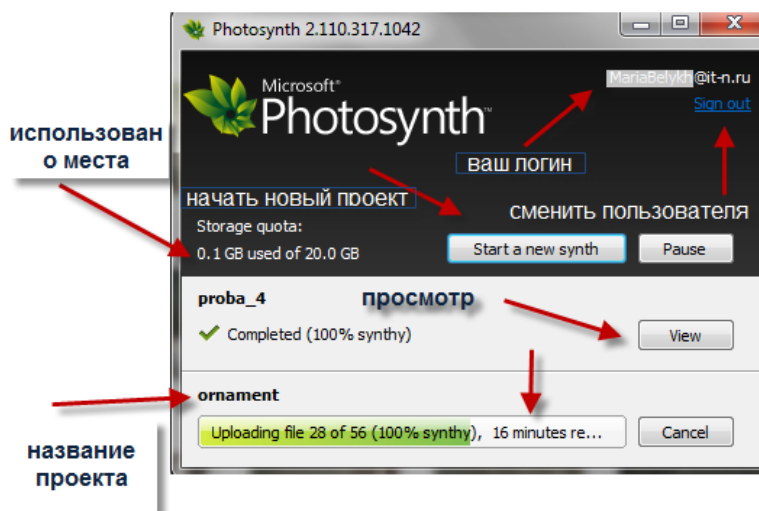 Photosynth 2.110.317.1042
Microsoft®
Photosynth™
MariaBelykh@it-n.ru
Sign out
использован
о места
ваш логин
начать новый проект
сменить пользователя
Storage quota:
0.1 GB used of 20.0 GB
Start a new synth
Pause
proba_4
просмотр
Completed (100% synthy)
View
ornament
Uploading file 28 of 56 (100% synthy), 16 minutes re...
Cancel
название
проекта